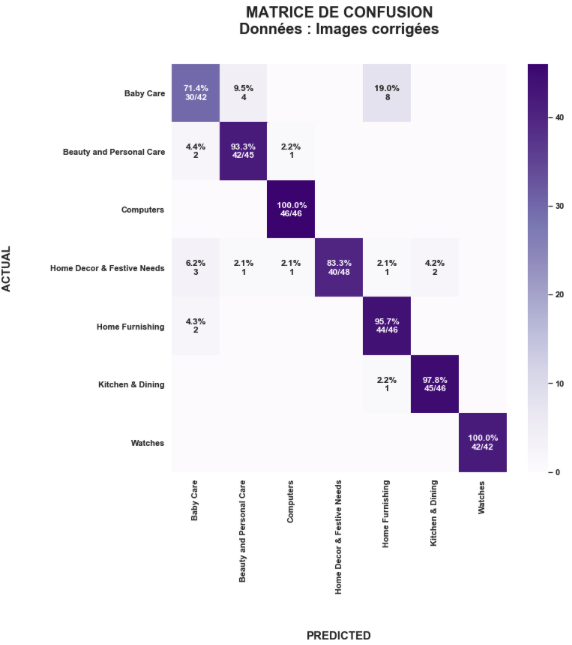 MATRICE DE CONFUSION
Données : Images corrigées
ACTUAL
Baby Care
71.4% 9.5% 19.0%
30/42 4 8
Beauty and Personal Care
4.4% 93.3% 2.2%
2 42/45 1
Computers
100.0%
46/46
Home Decor & Festive Needs
6.2% 2.1% 2.1% 83.3% 2.1% 4.2%
3 1 1 40/48 1 2
Home Furnishing
4.3% 95.7%
2 44/46
Kitchen & Dining
2.2% 97.8%
1 45/46
Watches
100.0%
42/42
40
30
20
10
0
Baby Care
Beauty and Personal Care
Computers
Home Decor & Festive Needs
Home Furnishing
Kitchen & Dining
Watches
PREDICTED